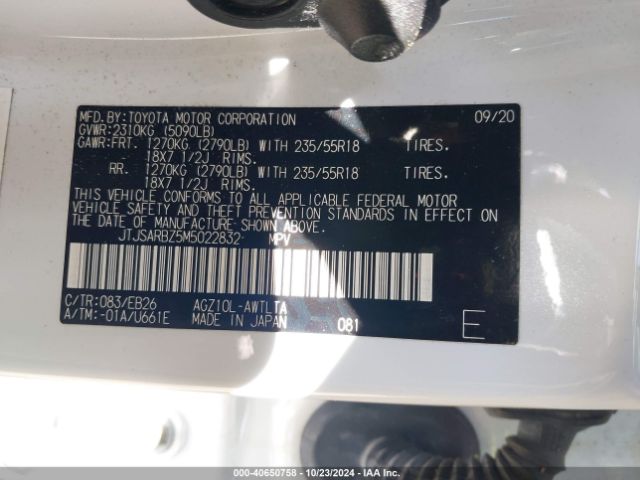 MFD.BY:TOYOTA MOTOR CORPORATION 09/20
GVWR:2310KG (5090LB)
GAWR:FRT. 1270KG (2790LB) WITH 235/55R18 TIRES.
18X7 1/2J RIMS.
RR. 1270KG (2790LB) WITH 235/55R18 TIRES.
18X7 1/2J RIMS.
THIS VEHICLE CONFORMS TO ALL APPLICABLE FEDERAL MOTOR
VEHICLE SAFETY AND THEFT PREVENTION STANDARDS IN EFFECT ON
THE DATE OF MANUFACTURE SHOWN ABOVE.
JTJSARBZ5M5022832 MPV
C/TR:083/EB26 AGZ10L-AWTLTA
A/TM:-01A/U661E MADE IN JAPAN 081 E
000-40650758 - 10/23/2024 - IAA Inc.